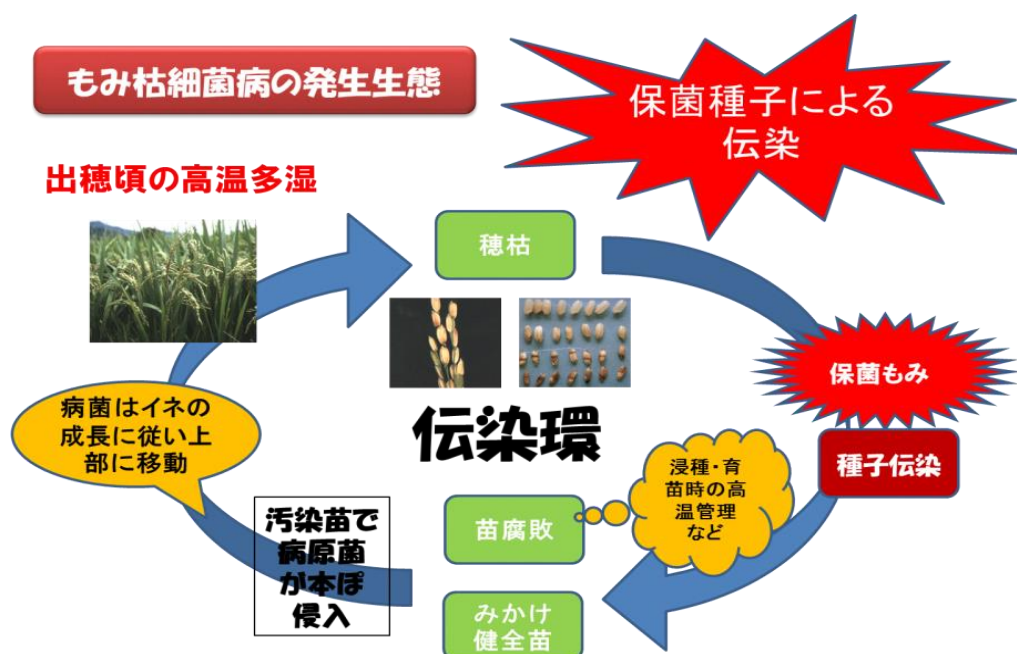 もみ枯細菌病の発生生態
保菌種子による
伝染
出穂頃の高温多湿
穂枯
保菌もみ
種子伝染
病菌はイネの
成長に従い上
部に移動
伝染環
浸種・育
苗時の高
温管理
など
汚染苗で
病原菌
が本ぽ
侵入
苗腐敗
みかけ
健全苗